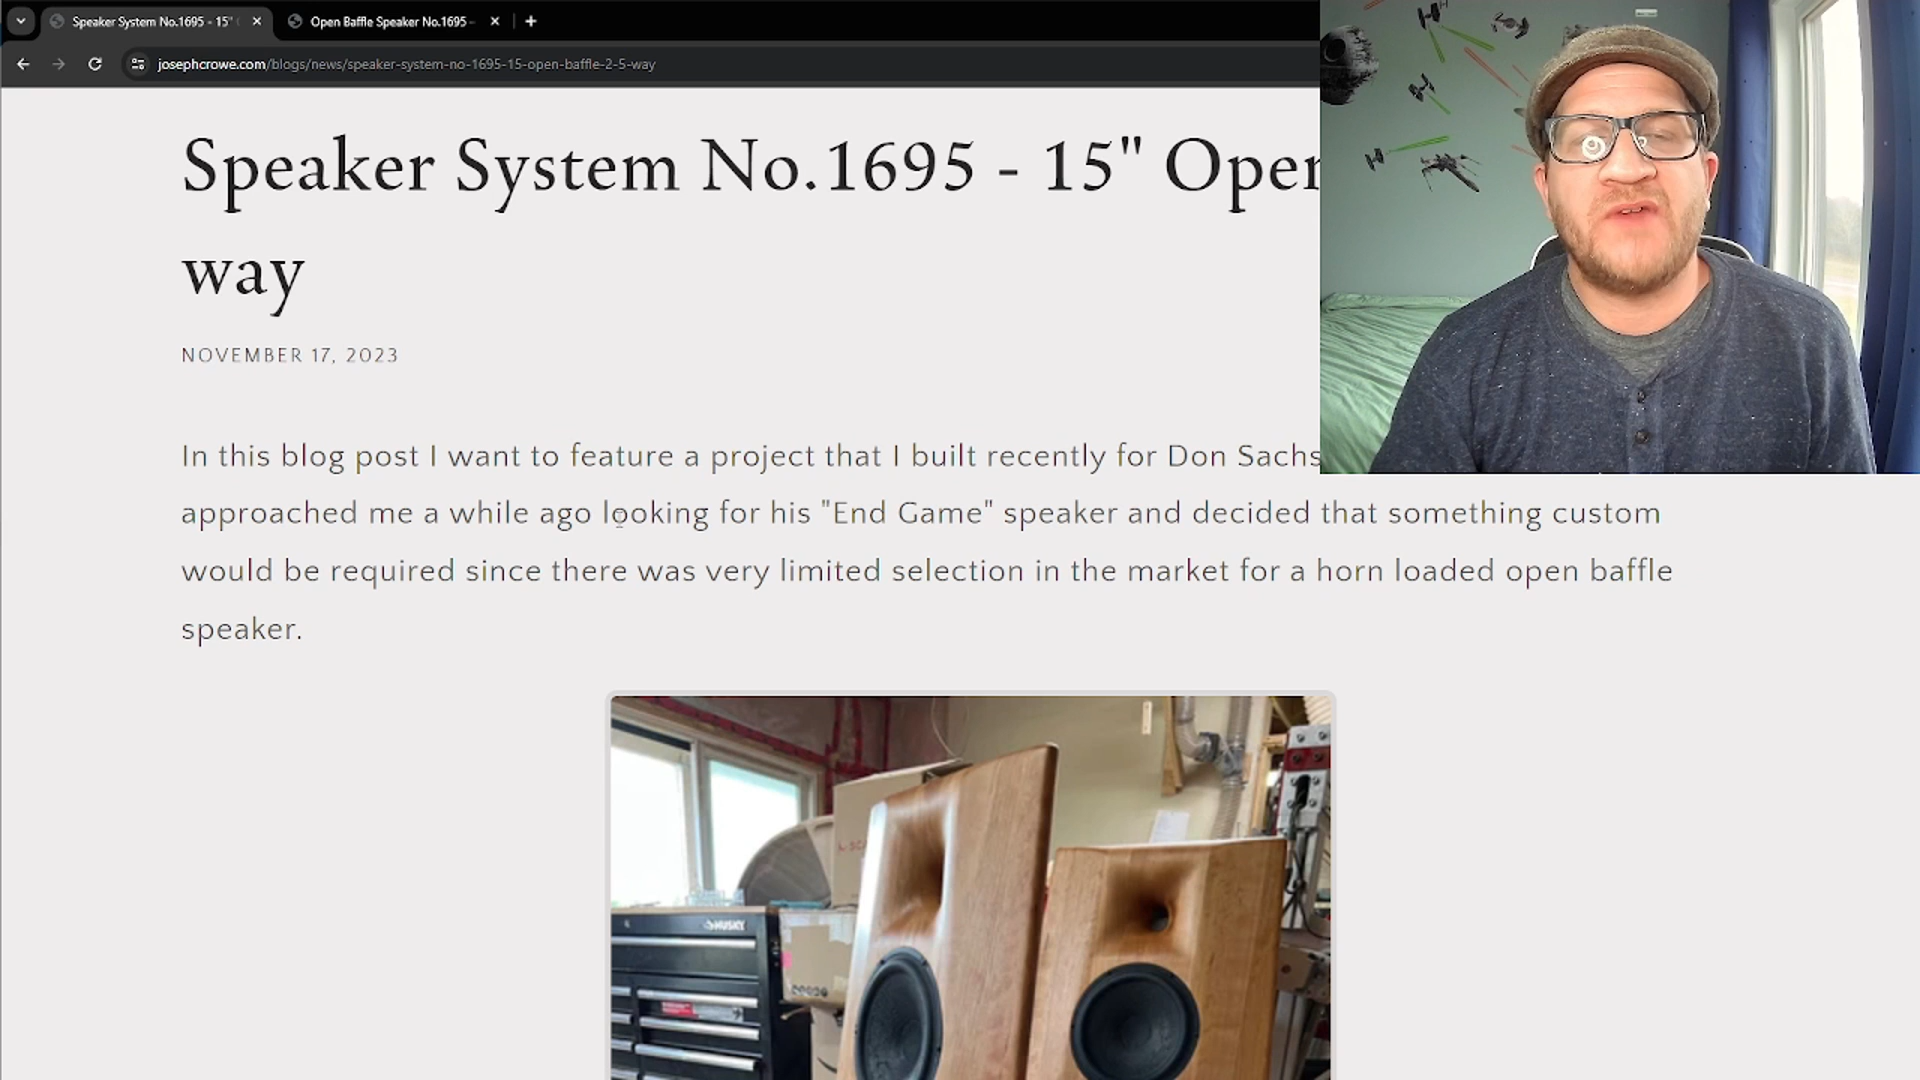 Speaker System No.1695 - 15"
Open Baffle Speaker No.1695 -
josephcrowe.com/blogs/news/speaker-system-no-1695-15-open-baffle-2-5-way
Speaker System No.1695 - 15" Open
way
NOVEMBER 17, 2023
In this blog post I want to feature a project that I built recently for Don Sachs
approached me a while ago looking for his "End Game" speaker and decided that something custom
would be required since there was very limited selection in the market for a horn loaded open baffle
speaker.
HUSKY